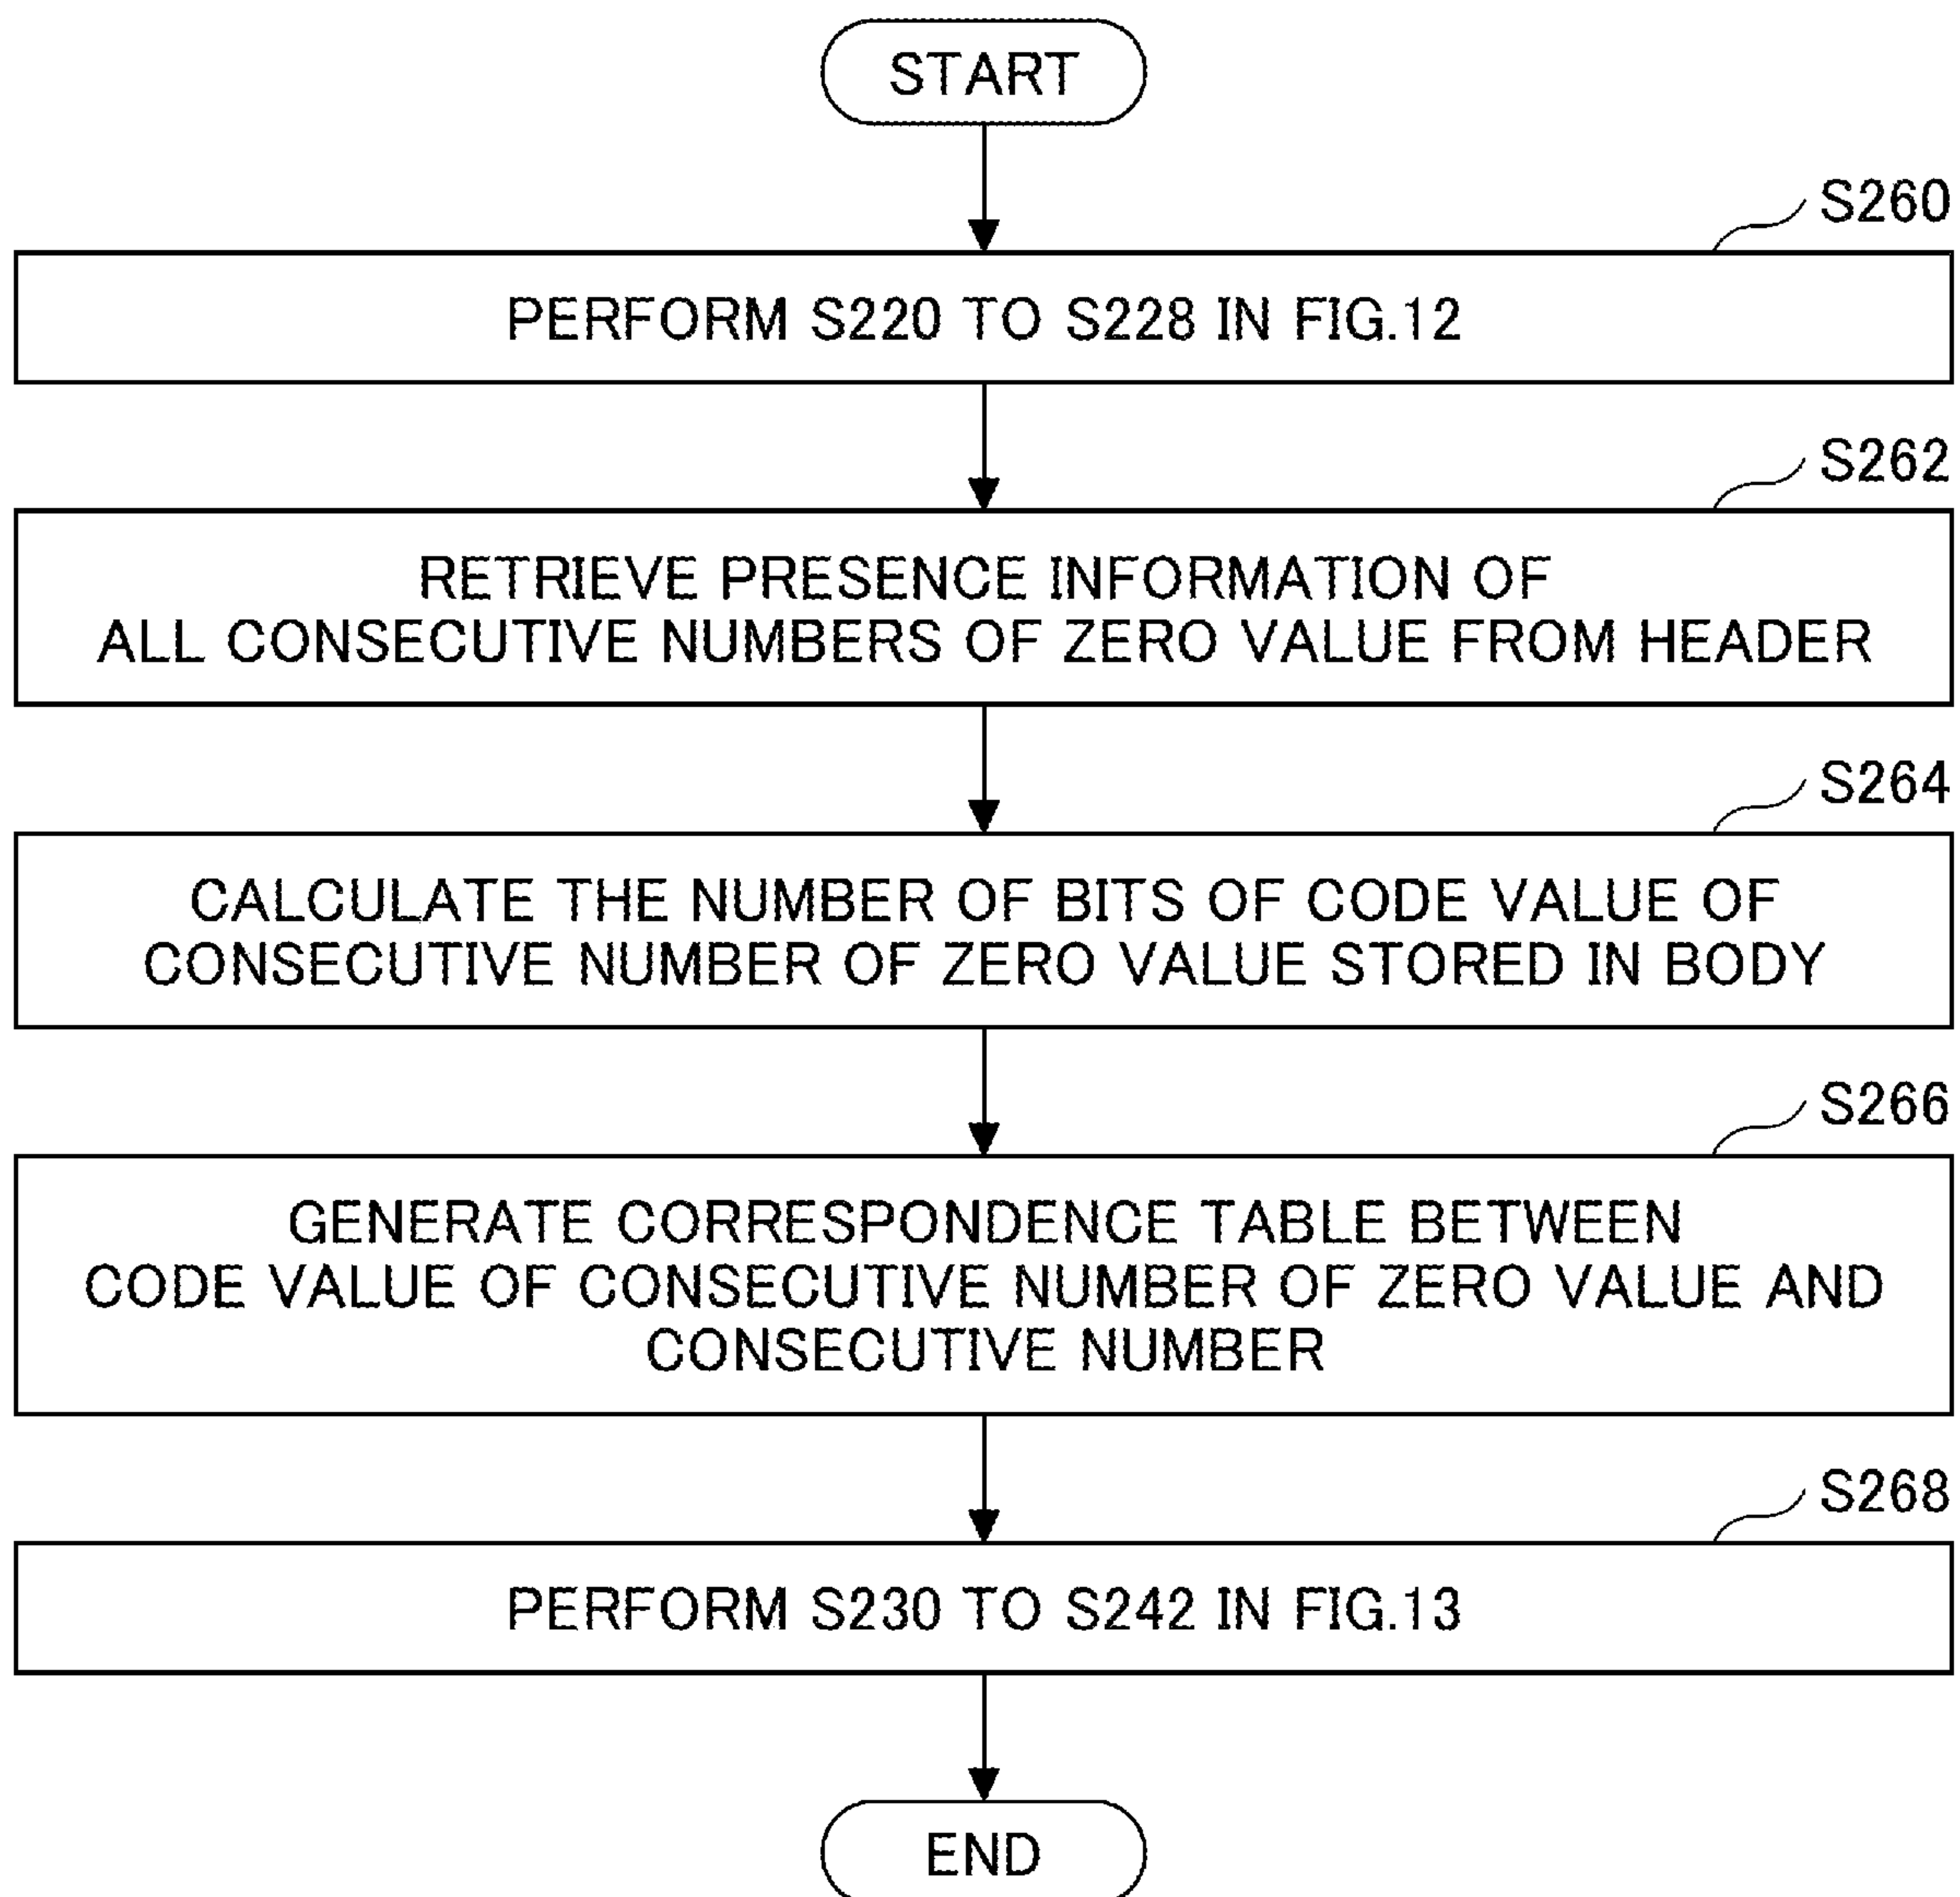 START
S260
PERFORM S220 TO S228 IN FIG.12
S262
RETRIEVE PRESENCE INFORMATION OF
ALL CONSECUTIVE NUMBERS OF ZERO VALUE FROM HEADER
S264
CALCULATE THE NUMBER OF BITS OF CODE VALUE OF
CONSECUTIVE NUMBER OF ZERO VALUE STORED IN BODY
S266
GENERATE CORRESPONDENCE TABLE BETWEEN
CODE VALUE OF CONSECUTIVE NUMBER OF ZERO VALUE AND
CONSECUTIVE NUMBER
S268
PERFORM S230 TO S242 IN FIG.13
END